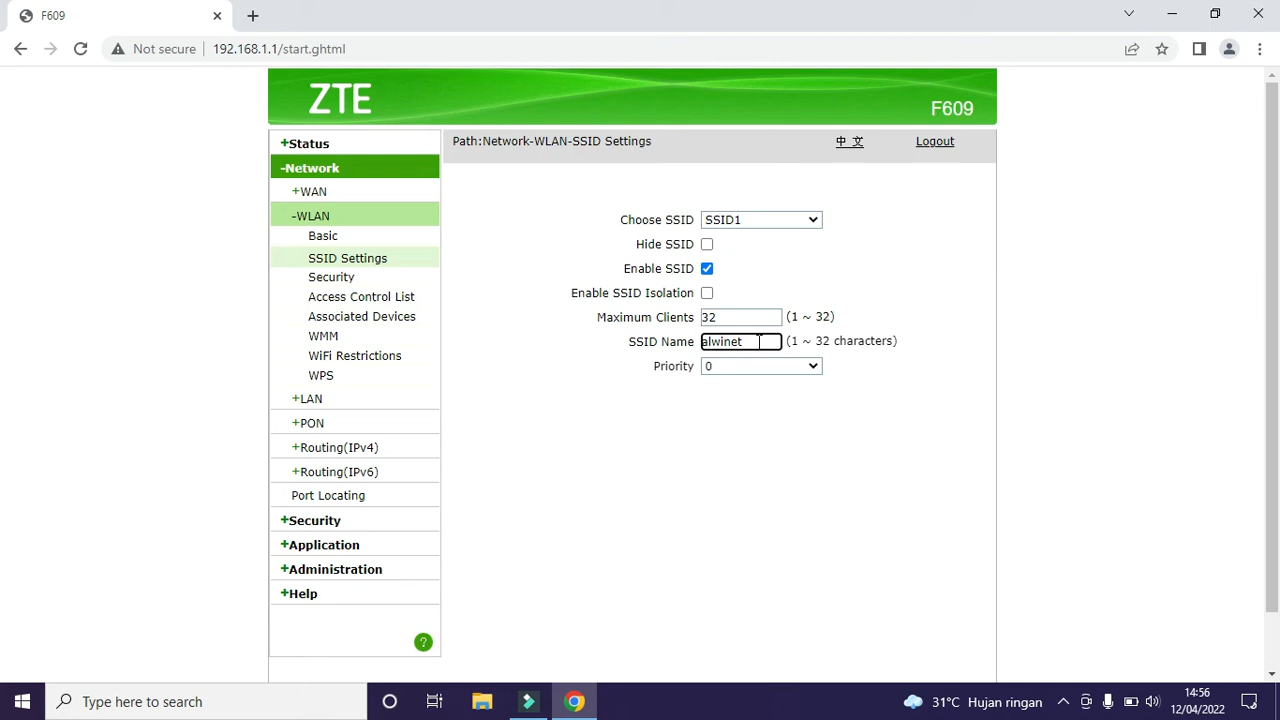 F609
Not secure 192.168.1.1/start.ghtml
ZTE
F609
Path:Network-WLAN-SSID Settings 中 文 Logout
+Status
-Network
+WAN
-WLAN
Basic
SSID Settings
Security
Access Control List
Associated Devices
WMM
WiFi Restrictions
WPS
+LAN
+PON
+Routing(IPv4)
+Routing(IPv6)
Port Locating
+Security
+Application
+Administration
+Help
?
Choose SSID SSID1
Hide SSID
Enable SSID
Enable SSID Isolation
Maximum Clients 32 (1 ~ 32)
SSID Name alwinet (1 ~ 32 characters)
Priority 0
Type here to search
31°C Hujan ringan
14:56
12/04/2022